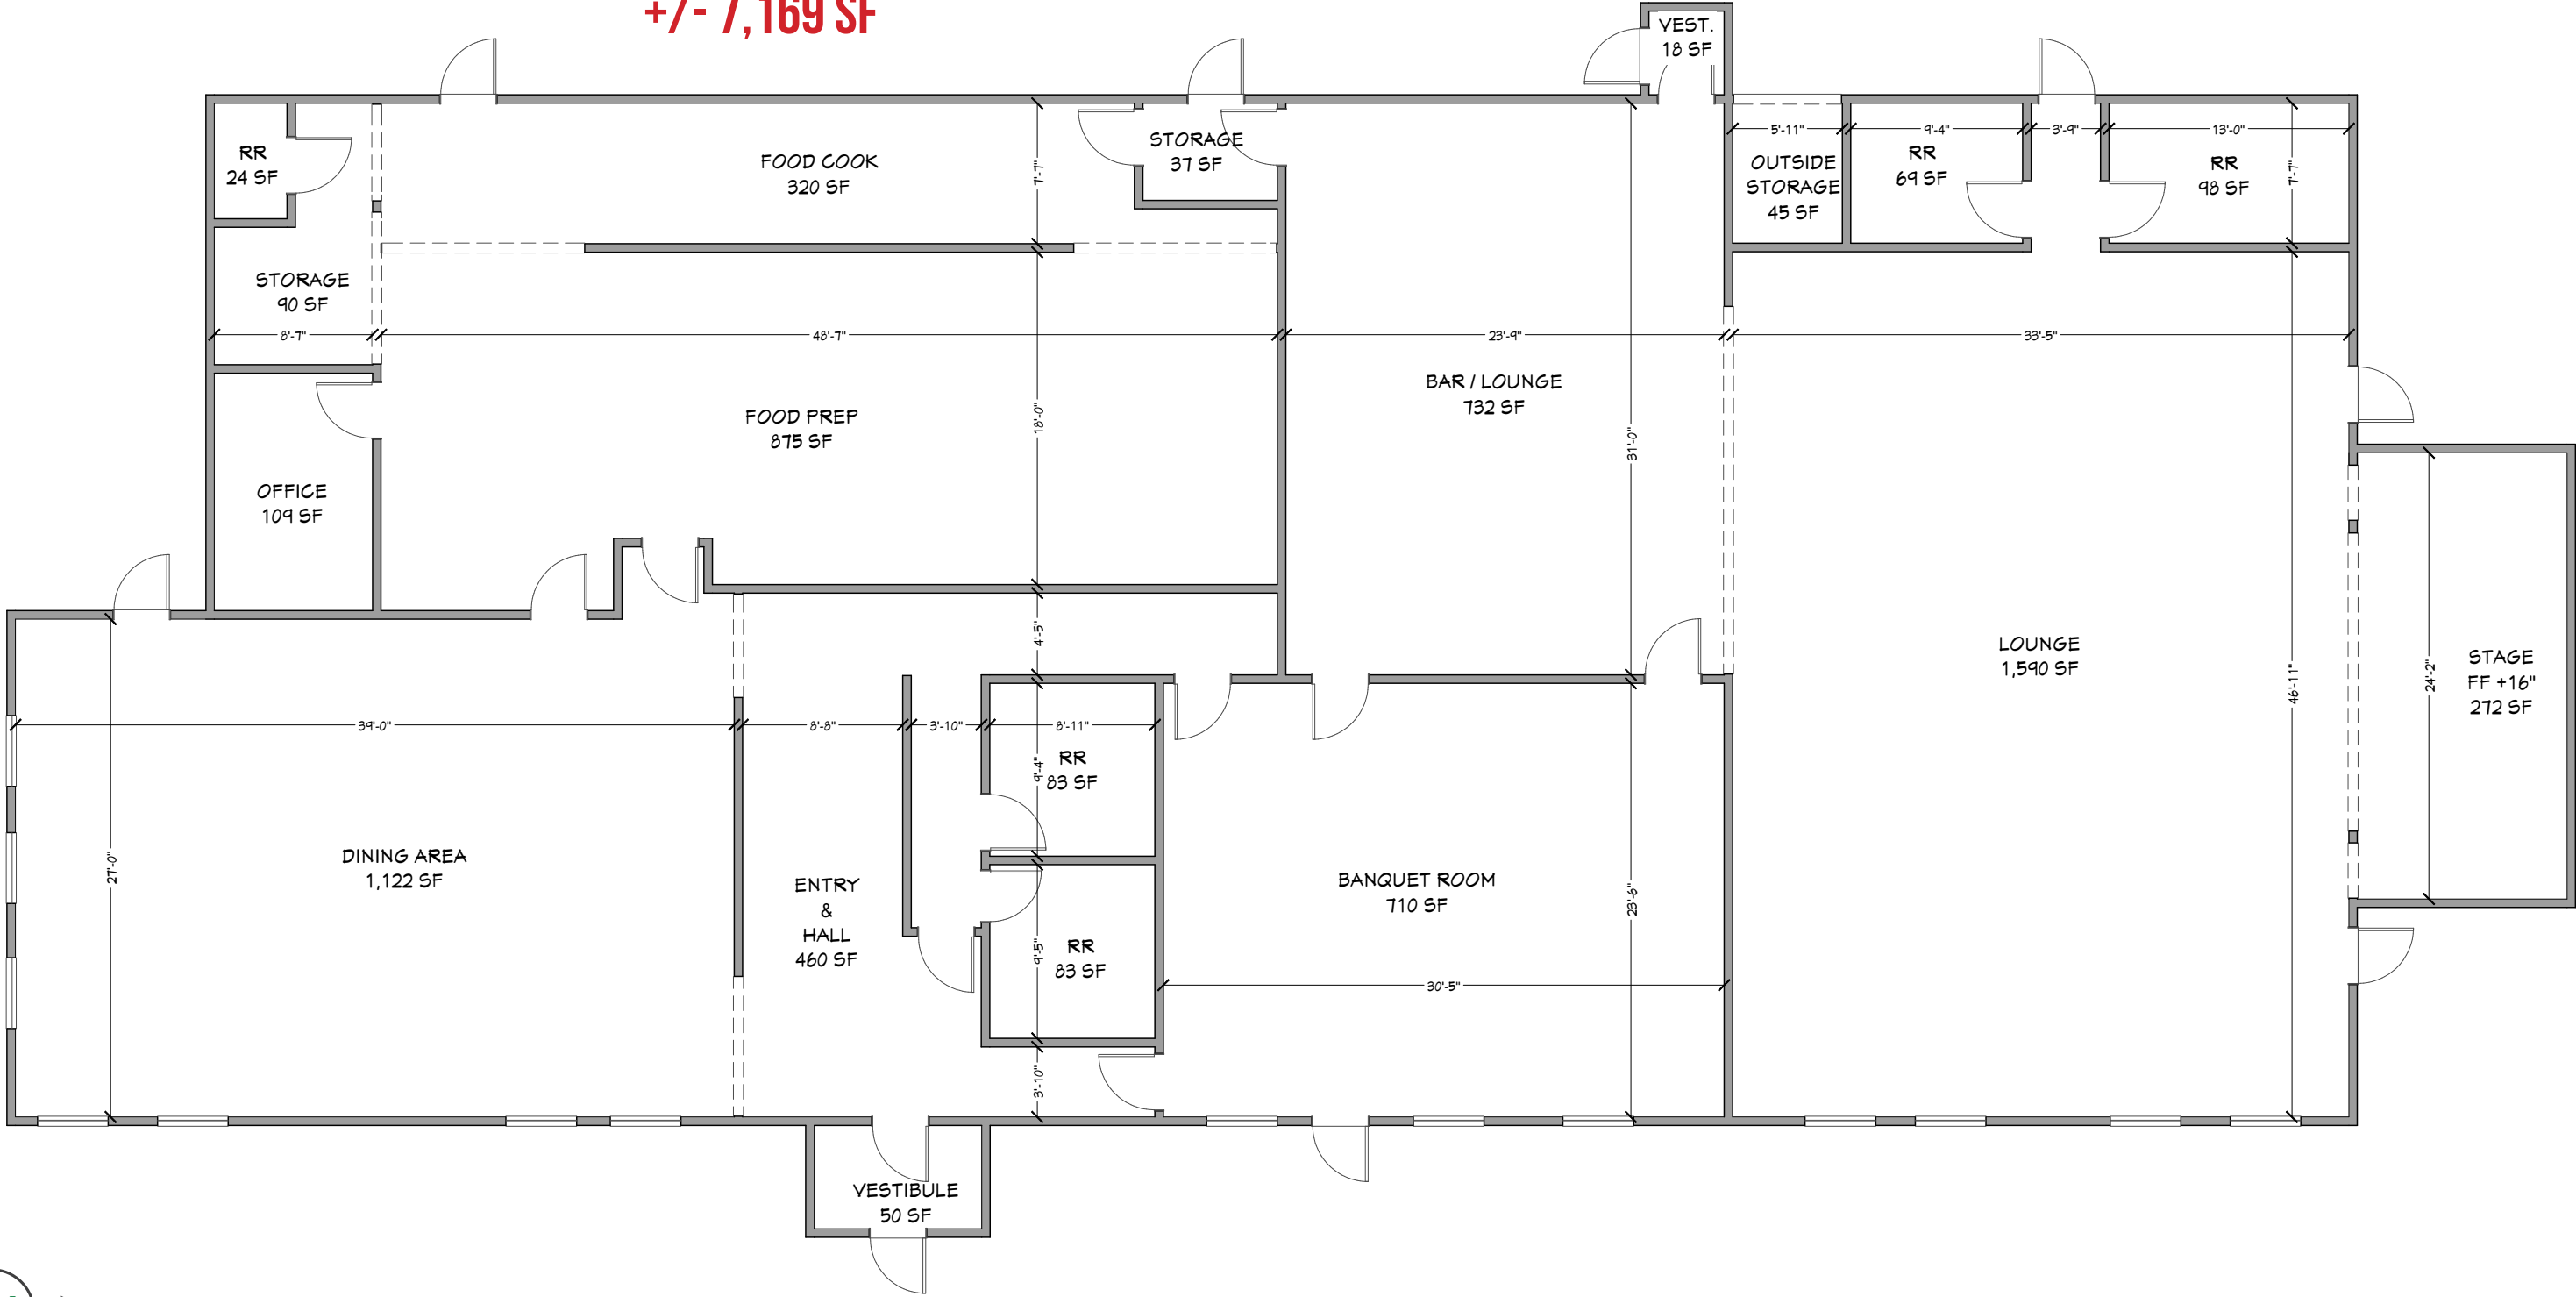 +/- 7,169 SF
VEST.
18 SF
RR
24 SF
FOOD COOK
320 SF
7'-7"
STORAGE
37 SF
5'-11"
9'-4"
3'-9"
13'-0"
OUTSIDE
STORAGE
45 SF
RR
69 SF
RR
98 SF
7'-7"
STORAGE
90 SF
8'-7"
48'-7"
23'-9"
33'-5"
FOOD PREP
875 SF
18'-0"
BAR / LOUNGE
732 SF
31'-0"
OFFICE
109 SF
4'-5"
LOUNGE
1,590 SF
46'-11"
24'-2"
STAGE
FF +16"
272 SF
39'-0"
8'-8"
3'-10"
8'-11"
RR
83 SF
9'-4"
27'-0"
DINING AREA
1,122 SF
ENTRY
&
HALL
460 SF
9'-5"
RR
83 SF
BANQUET ROOM
710 SF
23'-6"
30'-5"
3'-10"
VESTIBULE
50 SF